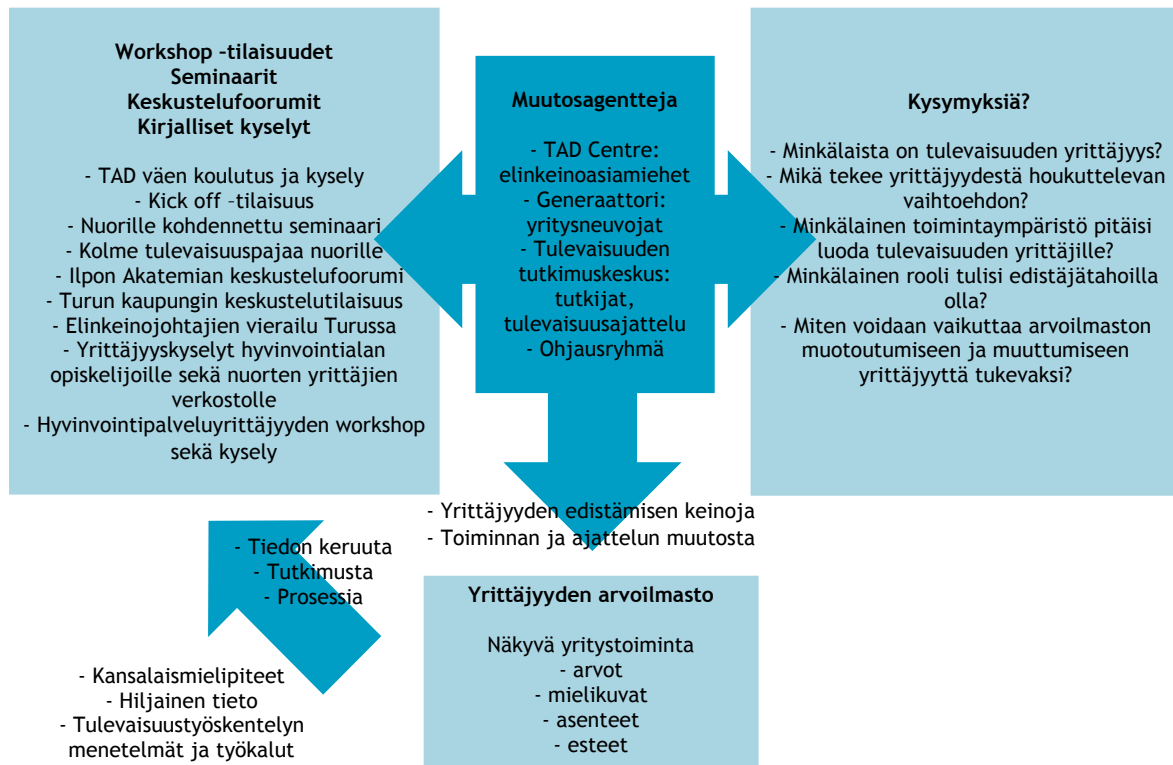 Workshop –tilaisuudet
Seminaarit
Keskustelufoorumit
Kirjalliset kyselyt
- TAD väen koulutus ja kysely
- Kick off –tilaisuus
- Nuorille kohdennettu seminaari
- Kolme tulevaisuuspajaa nuorille
- Ilpon Akatemian keskustelufoorumi
- Turun kaupungin keskustelutilaisuus
- Elinkeinojohtajien vierailu Turussa
- Yrittäjyyskyselyt hyvinvointialan
opiskelijoille sekä nuorten yrittäjien
verkostolle
- Hyvinvointipalveluyrittäjyyden workshop
sekä kysely
Muutosagentteja
- TAD Centre:
elinkeinoasiamiehet
- Generaattori:
yritysneuvojat
- Tulevaisuuden
tutkimuskeskus:
tutkijat,
tulevaisuusajattelu
- Ohjausryhmä
Kysymyksiä?
- Minkälaista on tulevaisuuden yrittäjyys?
- Mikä tekee yrittäjyydestä houkuttelevan
vaihtoehdon?
- Minkälainen toimintaympäristö pitäisi
luoda tulevaisuuden yrittäjille?
- Minkälainen rooli tulisi edistäjätahoilla
olla?
- Miten voidaan vaikuttaa arvoilmaston
muotoutumiseen ja muuttumiseen
yrittäjyyttä tukevaksi?
- Yrittäjyyden edistämisen keinoja
- Toiminnan ja ajattelun muutosta
- Tiedon keruuta
- Tutkimusta
- Prosessia
Yrittäjyyden arvoilmasto
Näkyvä yritystoiminta
- arvot
- mielikuvat
- asenteet
- esteet
- Kansalaismielipiteet
- Hiljainen tieto
- Tulevaisuustyöskentelyn
menetelmät ja työkalut